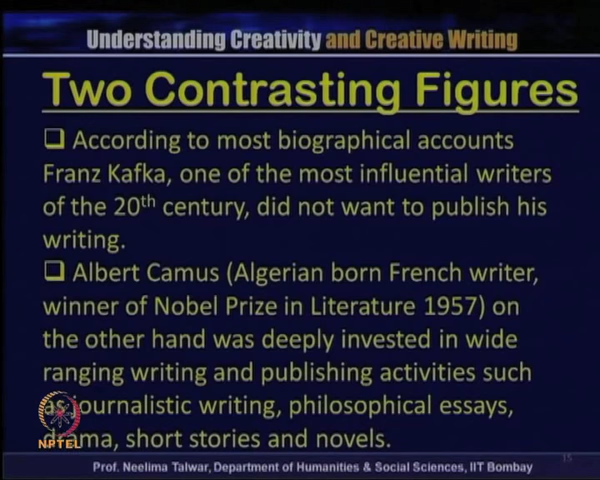 Understanding Creativity and Creative Writing
Two Contrasting Figures
❑ According to most biographical accounts
Franz Kafka, one of the most influential writers
of the 20th century, did not want to publish his
writing.
❑ Albert Camus (Algerian born French writer,
winner of Nobel Prize in Literature 1957) on
the other hand was deeply invested in wide
ranging writing and publishing activities such
as journalistic writing, philosophical essays,
drama, short stories and novels.
NPTEL
15
Prof. Neelima Talwar, Department of Humanities & Social Sciences, IIT Bombay